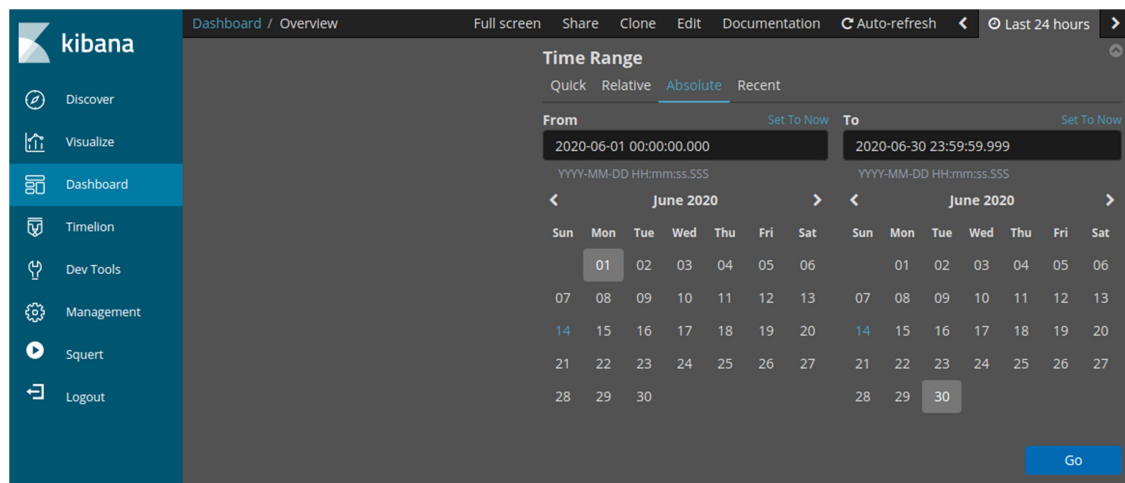 kibana
Discover
Visualize
Dashboard
Timelion
Dev Tools
Management
Squert
Logout
Dashboard / Overview Full screen Share Clone Edit Documentation Auto-refresh Last 24 hours
Time Range
Quick Relative Absolute Recent
From Set To Now To Set To Now
2020-06-01 00:00:00.000 2020-06-30 23:59:59.999
YYYY-MM-DD HH:mm:ss.SSS YYYY-MM-DD HH:mm:ss.SSS
June 2020 June 2020
Sun Mon Tue Wed Thu Fri Sat Sun Mon Tue Wed Thu Fri Sat
01 02 03 04 05 06 01 02 03 04 05 06
07 08 09 10 11 12 13 07 08 09 10 11 12 13
14 15 16 17 18 19 20 14 15 16 17 18 19 20
21 22 23 24 25 26 27 21 22 23 24 25 26 27
28 29 30 28 29 30
Go